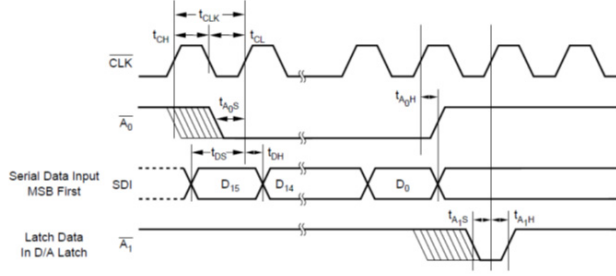 tCLK
tCH tCL
CLK
tA0S tA0H
A0
tDS tDH
Serial Data Input
MSB First
SDI D15 D14 D0
tA1S tA1H
Latch Data
In D/A Latch
A1